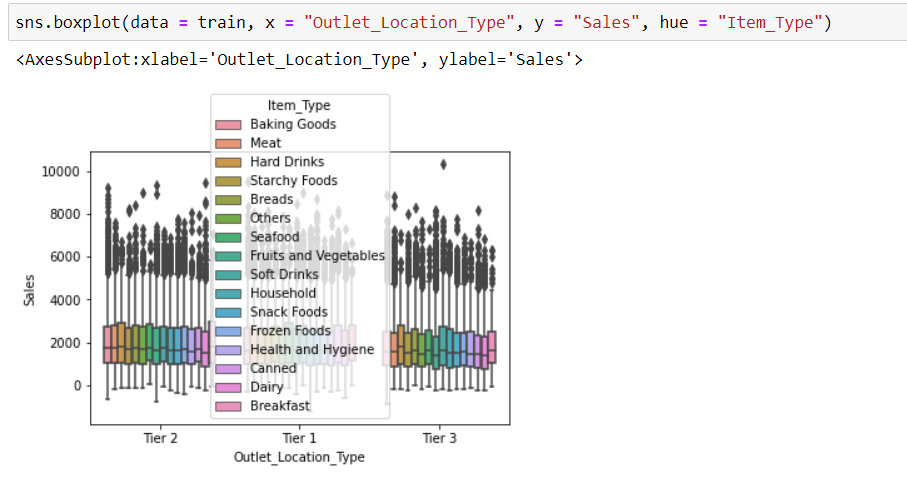 sns.boxplot(data = train, x = "Outlet_Location_Type", y = "Sales", hue = "Item_Type")
<AxesSubplot:xlabel='Outlet_Location_Type', ylabel='Sales'>
Item_Type
Baking Goods
Meat
Hard Drinks
Starchy Foods
Breads
Others
Seafood
Fruits and Vegetables
Soft Drinks
Household
Snack Foods
Frozen Foods
Health and Hygiene
Canned
Dairy
Breakfast
10000
8000
6000
4000
2000
0
Sales
Tier 2
Tier 1
Tier 3
Outlet_Location_Type